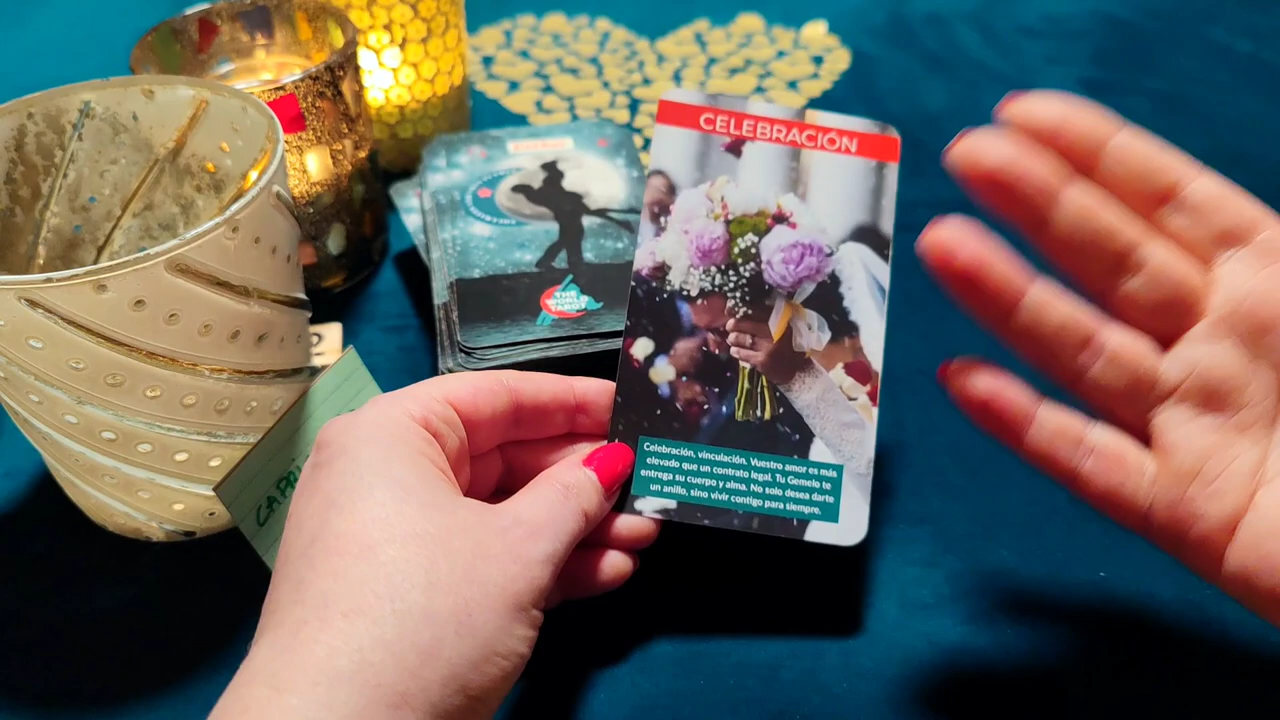 CELEBRACIÓN
Celebración, vinculación. Vuestro amor es más
elevado que un contrato legal. Tu Gemelo te
entrega su cuerpo y alma. No solo desea darte
un anillo, sino vivir contigo para siempre.
THE
WORLD
TAROT